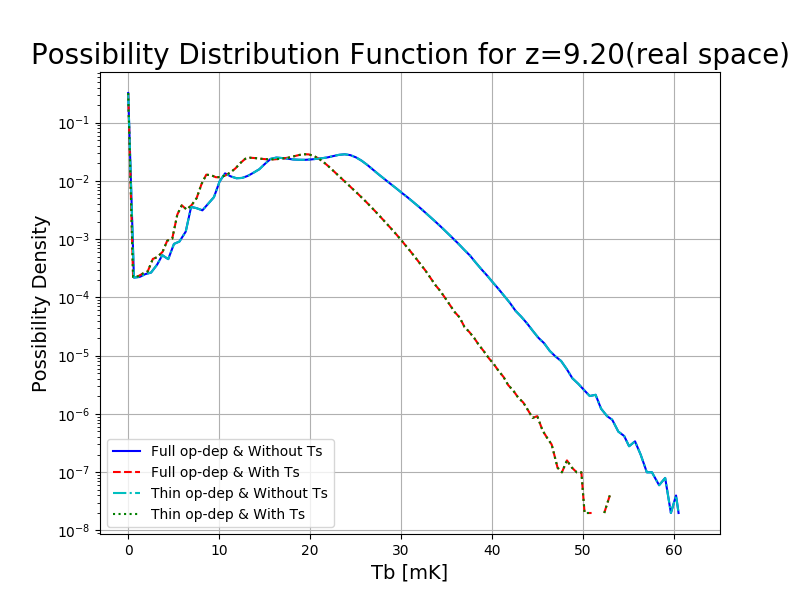 Possibility Distribution Function for z=9.20(real space)
Possibility Density
10⁻¹
10⁻²
10⁻³
10⁻⁴
10⁻⁵
10⁻⁶
10⁻⁷
10⁻⁸
Full op-dep & Without Ts
Full op-dep & With Ts
Thin op-dep & Without Ts
Thin op-dep & With Ts
0 10 20 30 40 50 60
Tb [mK]